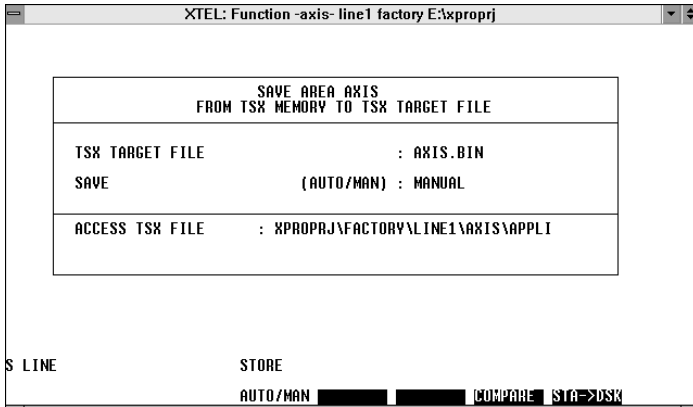 XTEL: Function -axis- line1 factory E:\xproprj
SAVE AREA AXIS
FROM TSX MEMORY TO TSX TARGET FILE
TSX TARGET FILE : AXIS.BIN
SAVE (AUTO/MAN) : MANUAL
ACCESS TSX FILE : XPROPRJ\FACTORY\LINE1\AXIS\APPLI
S LINE STORE
AUTO/MAN COMPARE STA->DSK